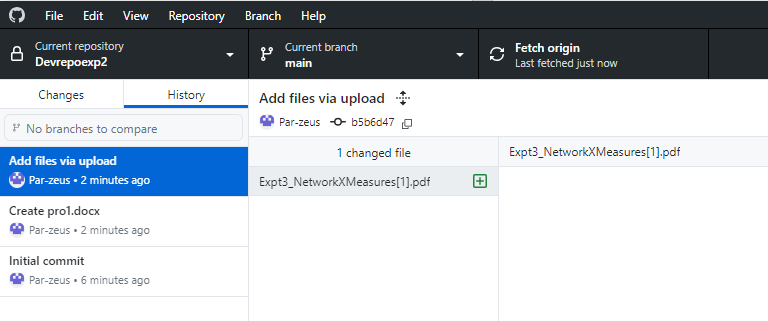 File Edit View Repository Branch Help
Current repository
Devrepoexp2
Current branch
main
Fetch origin
Last fetched just now
Changes
History
No branches to compare
Add files via upload
Par-zeus • 2 minutes ago
Create pro1.docx
Par-zeus • 2 minutes ago
Initial commit
Par-zeus • 6 minutes ago
Add files via upload
Par-zeus b5b6d47
1 changed file
Expt3_NetworkXMeasures[1].pdf
Expt3_NetworkXMeasures[1].pdf